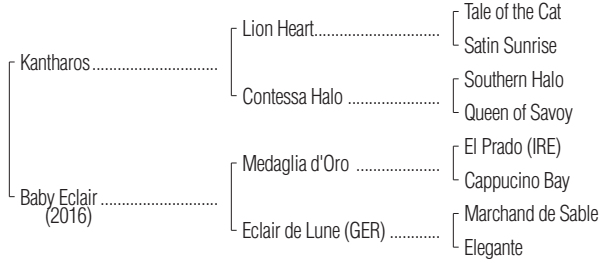 Tale of the Cat
Lion Heart
Satin Sunrise
Kantharos
Southern Halo
Contessa Halo
Queen of Savoy
El Prado (IRE)
Medaglia d'Oro
Cappucino Bay
Baby Eclair
(2016)
Marchand de Sable
Eclair de Lune (GER)
Elegante